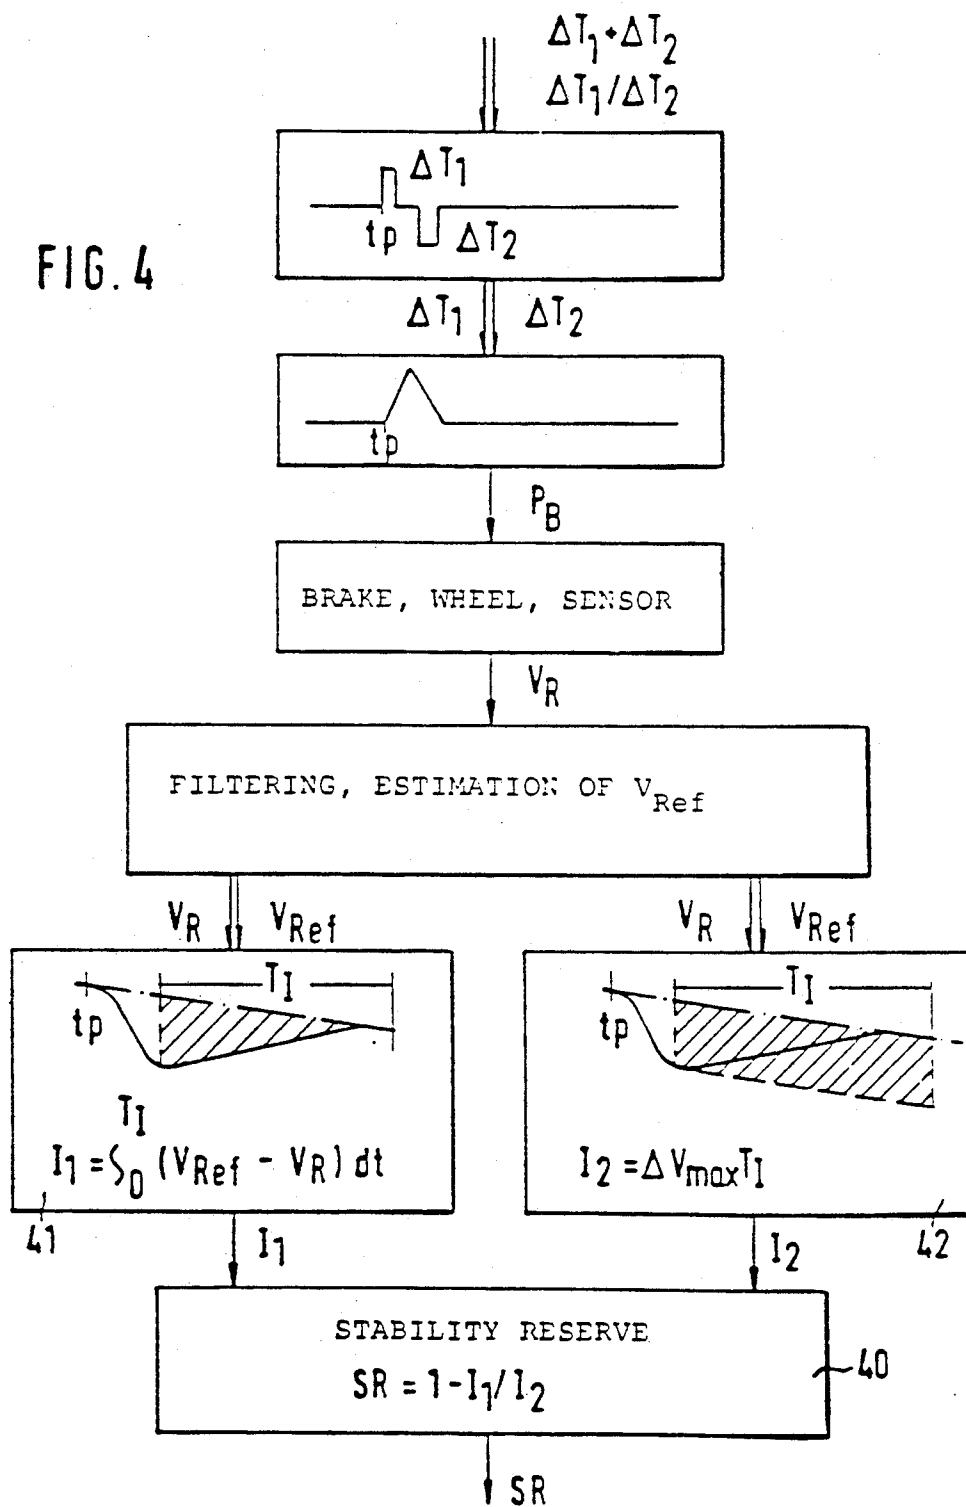 ΔT1 + ΔT2
ΔT1/ΔT2
ΔT1
tp ΔT2
FIG. 4
ΔT1 ΔT2
tp
PB
BRAKE, WHEEL, SENSOR
VR
FILTERING, ESTIMATION OF VRef
VR VRef
VR VRef
TI
tp
TI
I1 = ∫0 (VRef - VR) dt
41
TI
tp
I2 = ΔVmaxTI
42
I1
I2
STABILITY RESERVE
SR = 1-I1/I2
40
SR